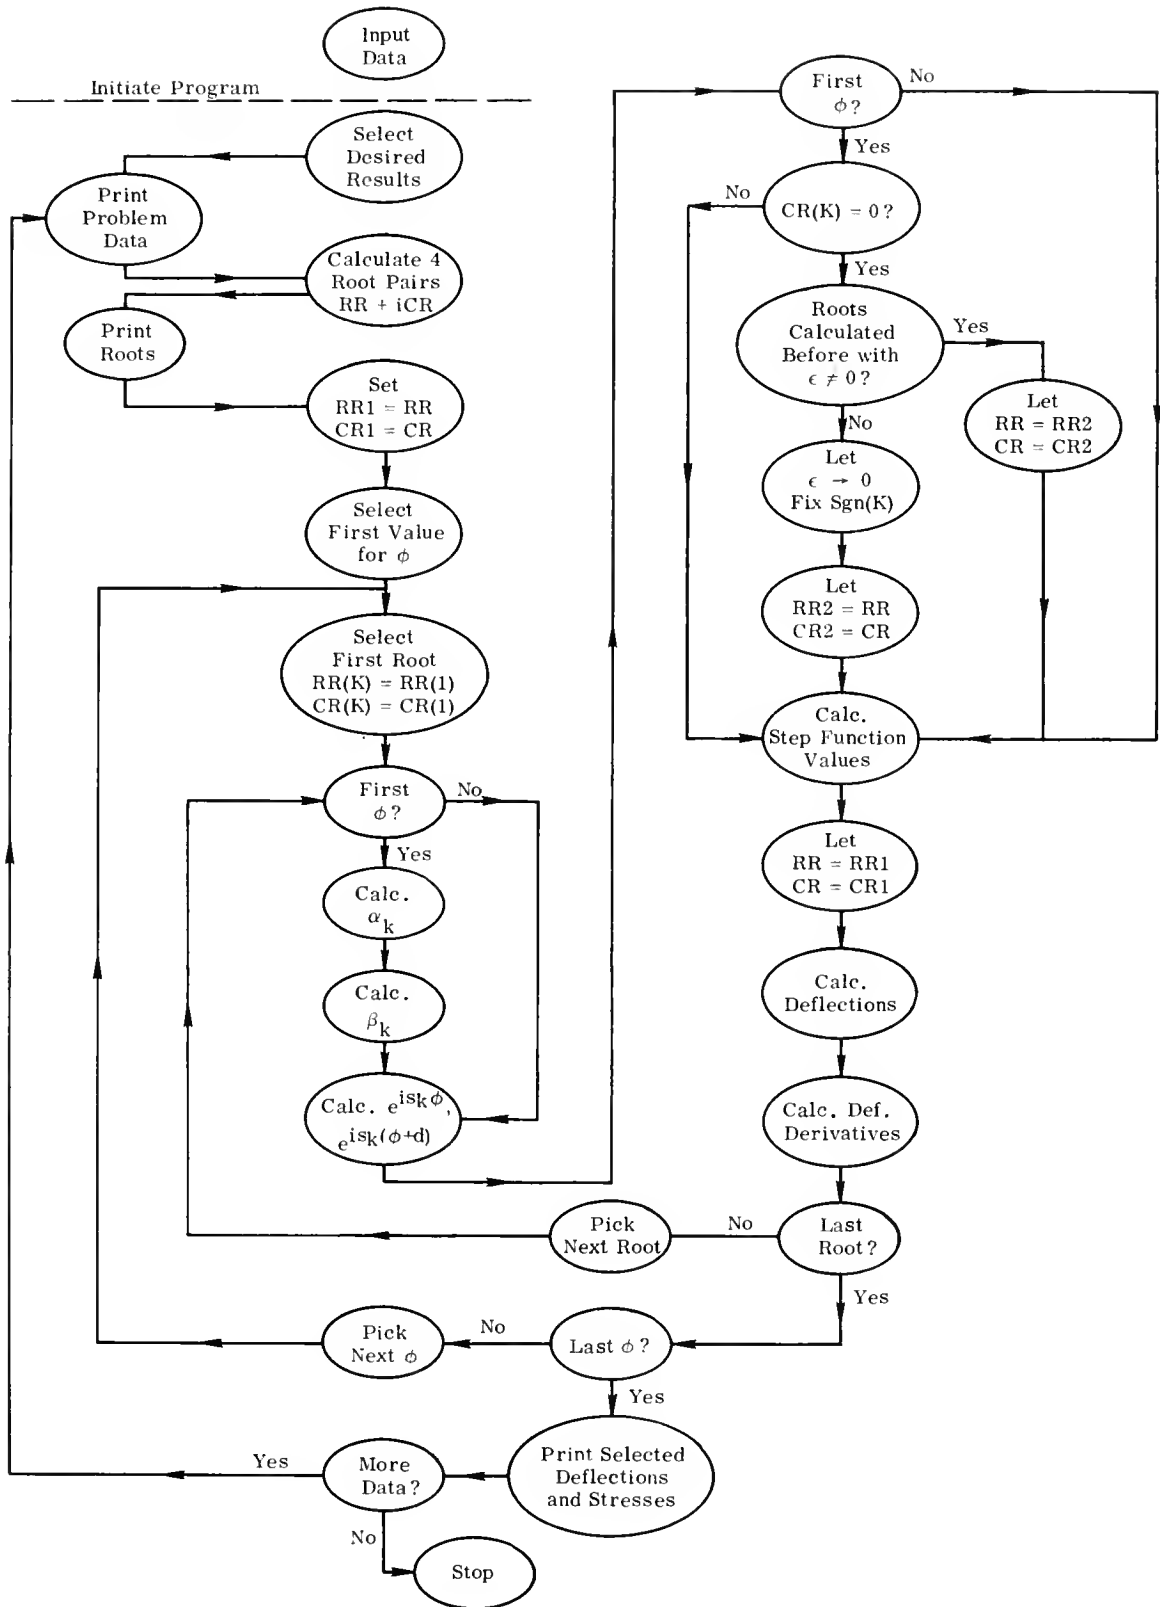 Input
Data
Initiate Program
Select
Desired
Results
Print
Problem
Data
Calculate 4
Root Pairs
RR + iCR
Print
Roots
Set
RR1 = RR
CR1 = CR
Select
First Value
for ϕ
Select
First Root
RR(K) = RR(1)
CR(K) = CR(1)
First
ϕ?
No
Yes
Calc.
α_k
Calc.
β_k
Calc. e^{is_kϕ},
e^{is_k(ϕ+d)}
First
ϕ?
No
Yes
CR(K) = 0?
No
Yes
Roots
Calculated
Before with
ϵ ≠ 0?
Yes
No
Let
RR = RR2
CR = CR2
Let
ϵ → 0
Fix Sgn(K)
Let
RR2 = RR
CR2 = CR
Calc.
Step Function
Values
Let
RR = RR1
CR = CR1
Calc.
Deflections
Calc. Def.
Derivatives
Last
Root?
No
Pick
Next Root
Yes
Last ϕ?
No
Pick
Next ϕ
Yes
Print Selected
Deflections
and Stresses
More
Data?
Yes
No
Stop